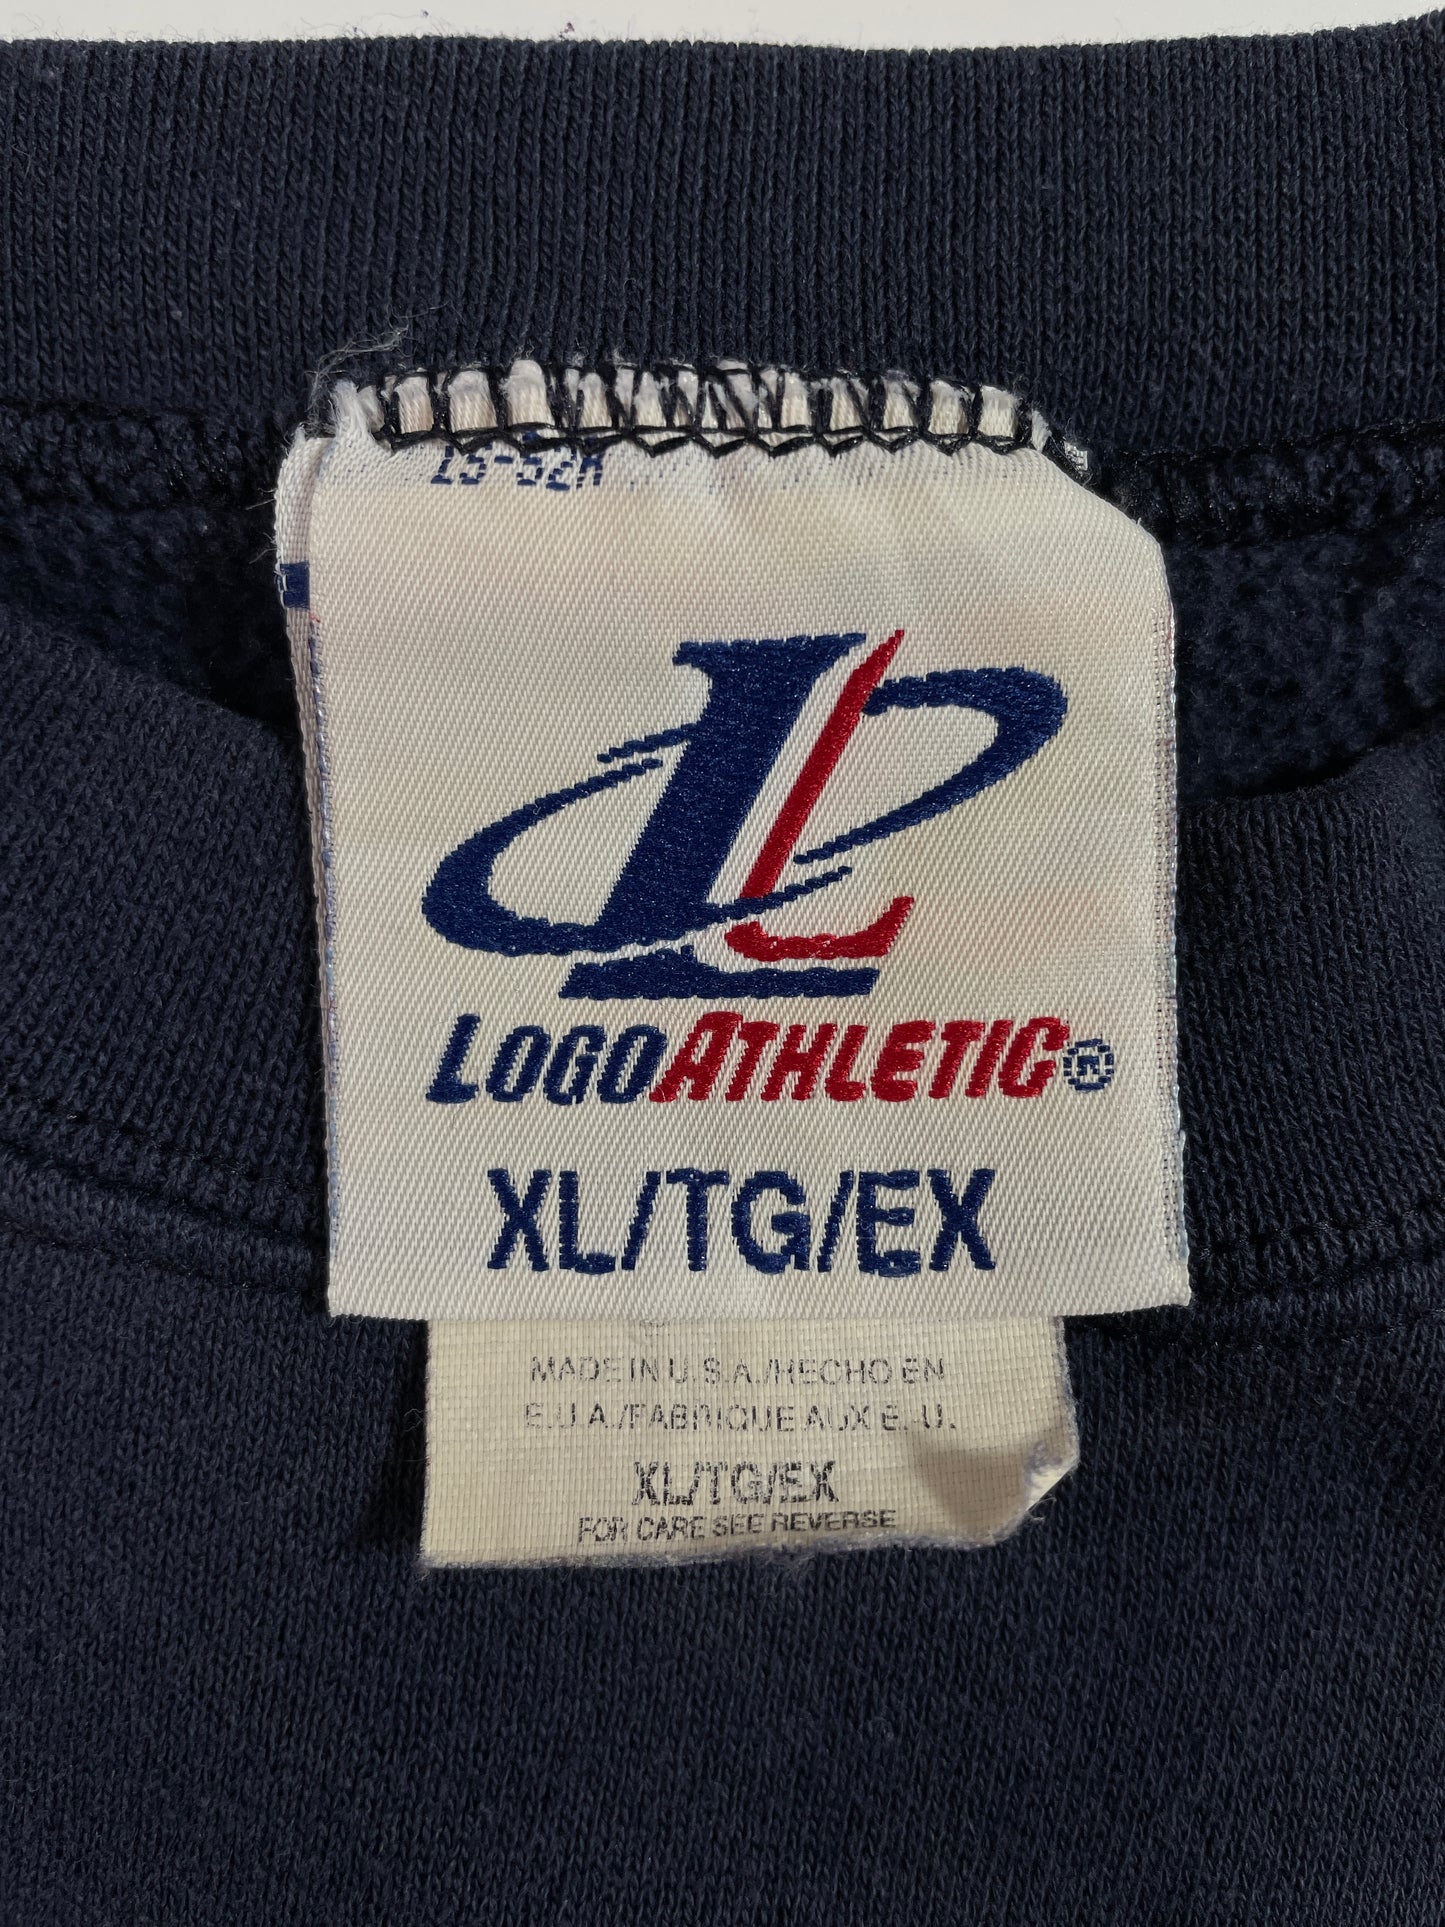 LOGOATHLETIC®
XL/TG/EX
MADE IN U.S.A./HECHO EN
E.U.A./FABRIQUE AUX E.-U.
XL/TG/EX
FOR CARE SEE REVERSE